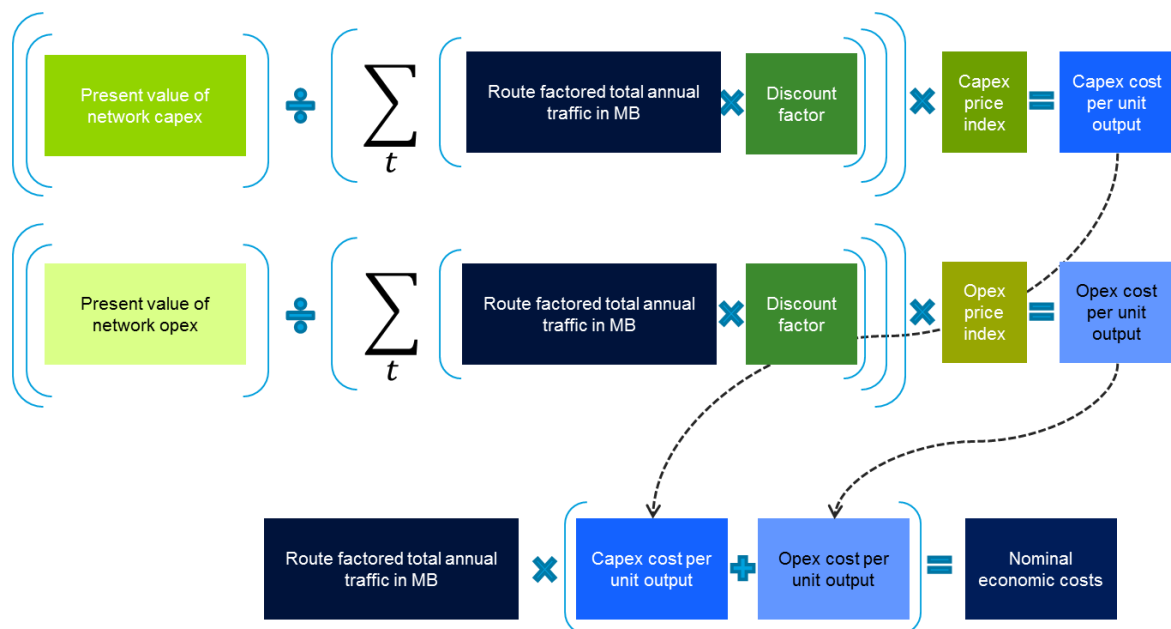 Present value of
network capex
÷
∑
t
Route factored total annual
traffic in MB
×
Discount
factor
×
Capex
price
index
=
Capex cost
per unit
output
Present value of
network opex
÷
∑
t
Route factored total annual
traffic in MB
×
Discount
factor
×
Opex
price
index
=
Opex cost
per unit
output
Route factored total annual
traffic in MB
×
Capex cost per
unit output
+
Opex cost per
unit output
=
Nominal
economic costs